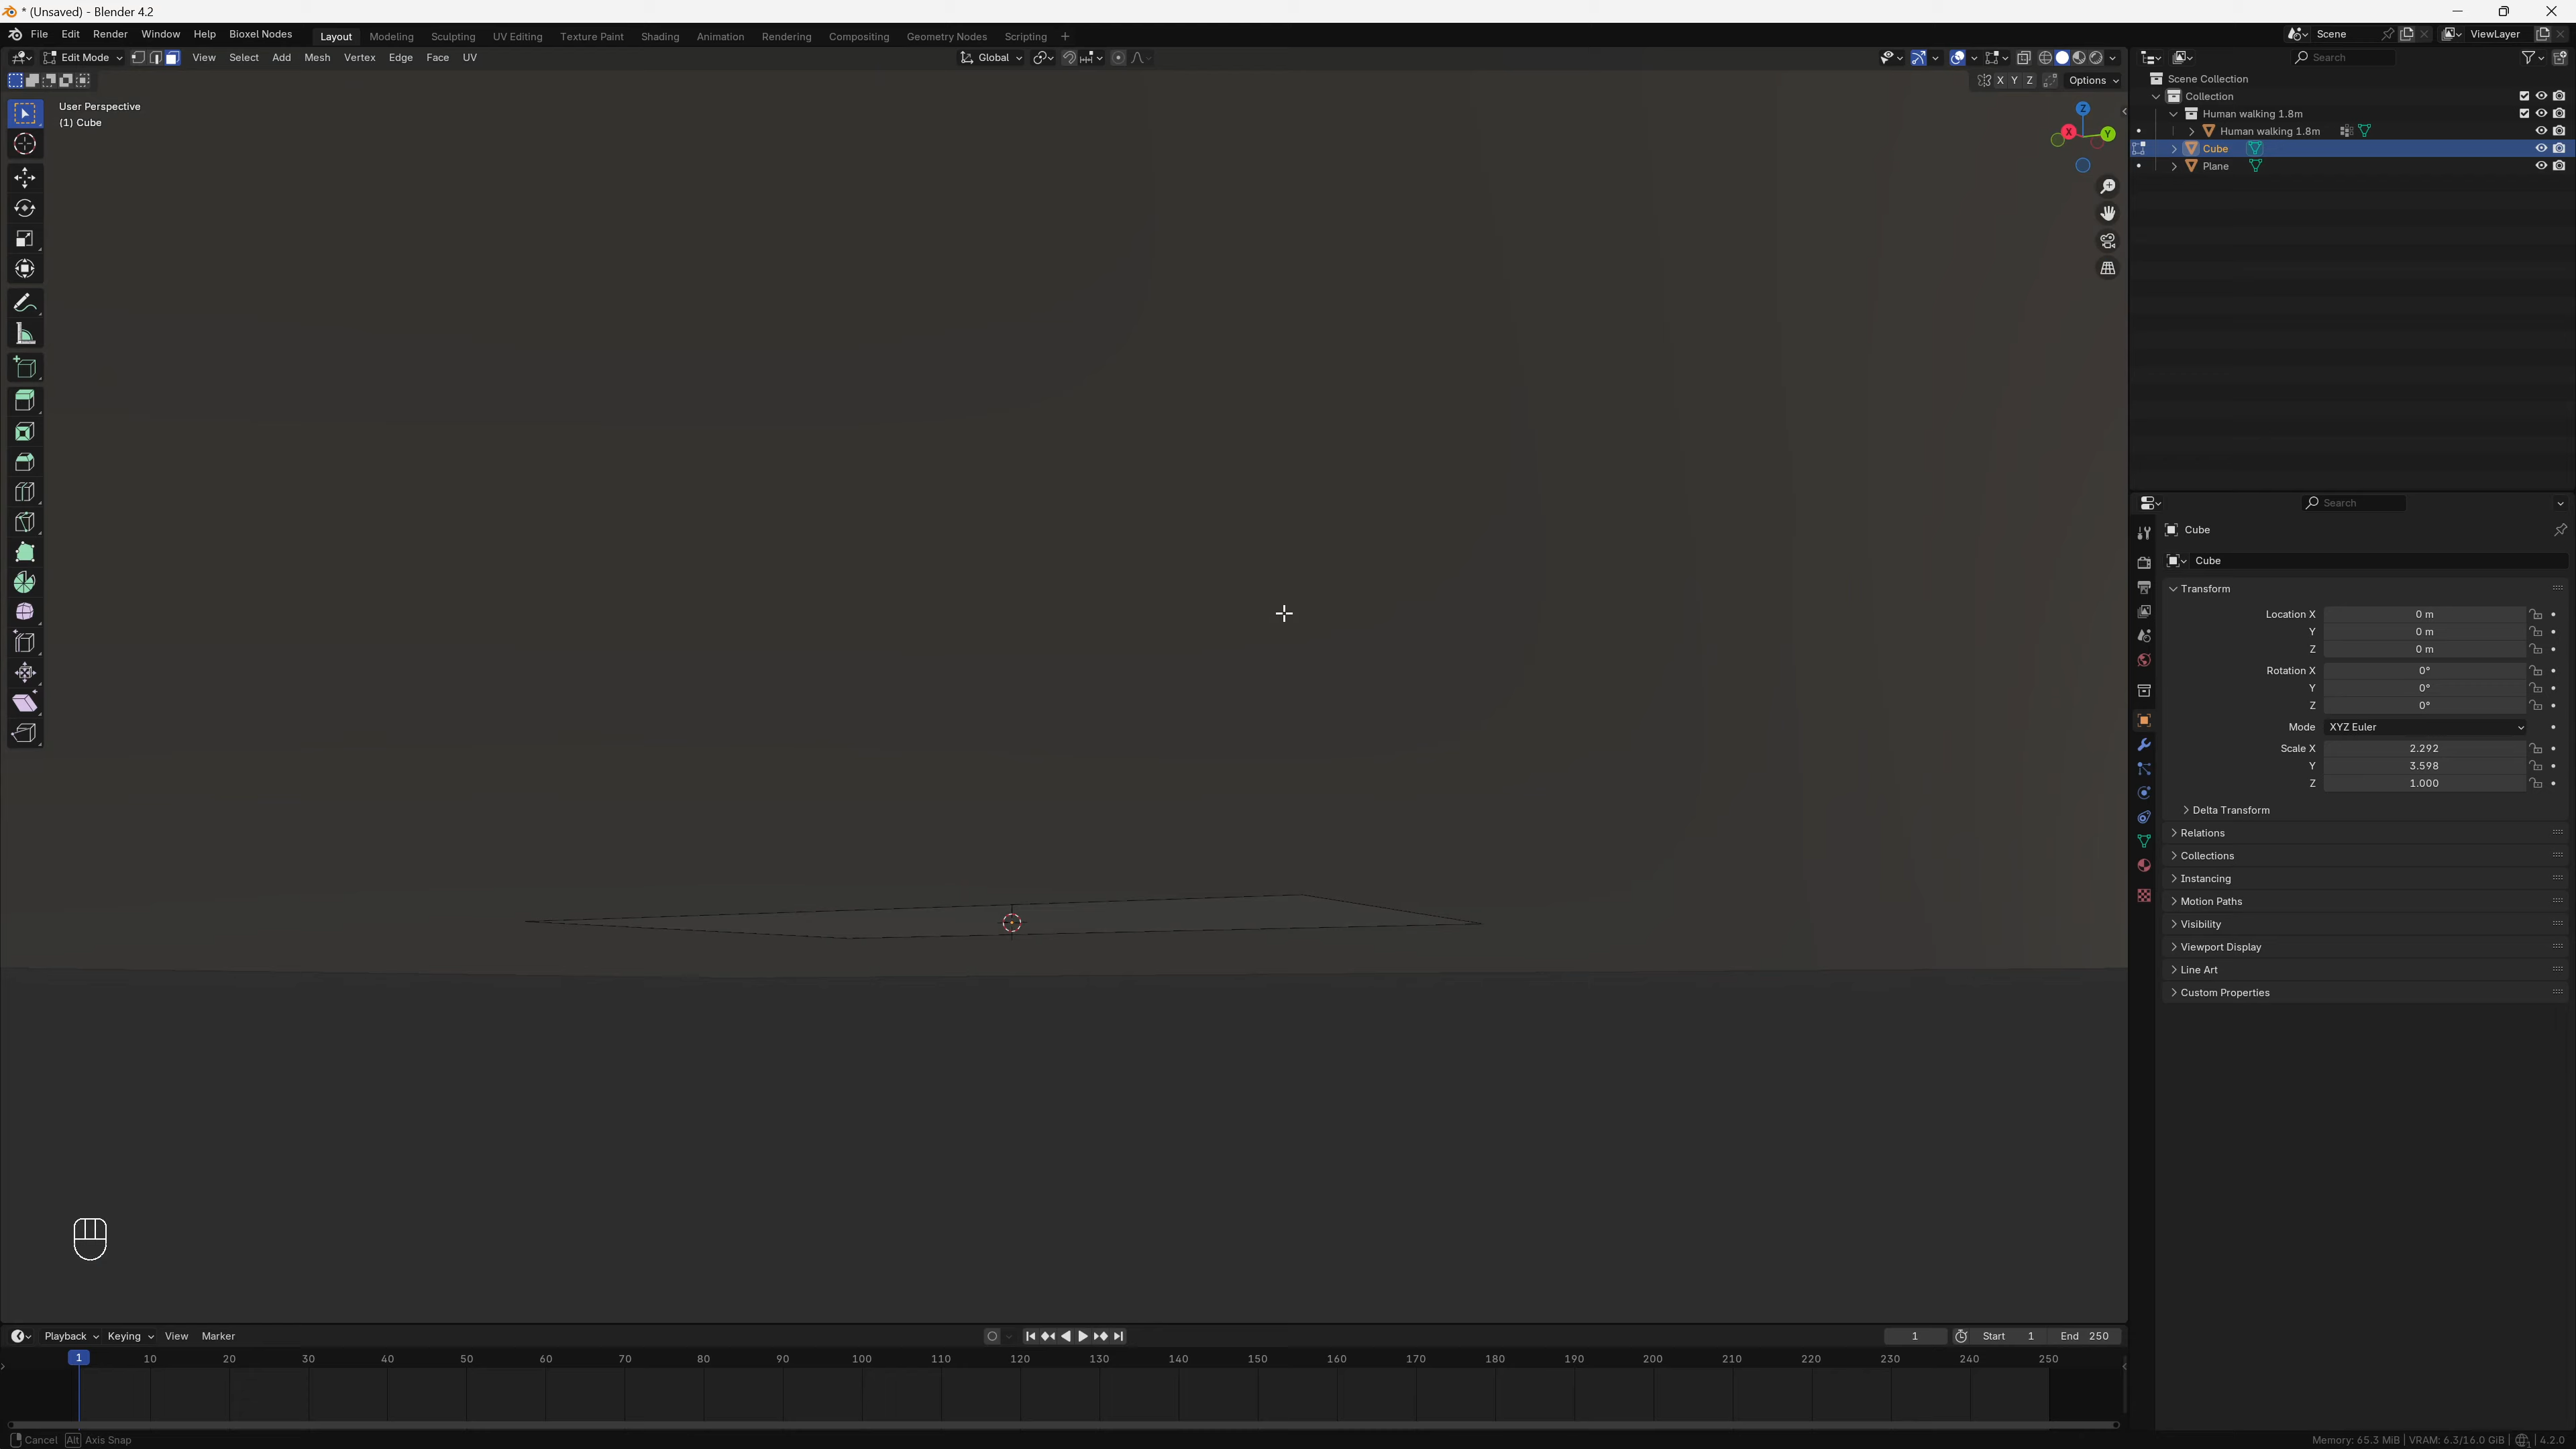 * (Unsaved) - Blender 4.2
File Edit Render Window Help Bioxel Nodes Layout Modeling Sculpting UV Editing Texture Paint Shading Animation Rendering Compositing Geometry Nodes Scripting + Scene ViewLayer
Edit Mode View Select Add Mesh Vertex Edge Face UV Global Search
X Y Z Options
User Perspective
(1) Cube
Z
X
Y
Scene Collection
Collection
Human walking 1.8m
Human walking 1.8m
Cube
Plane
Search
Cube
Cube
Transform
Location X 0 m
Y 0 m
Z 0 m
Rotation X 0°
Y 0°
Z 0°
Mode XYZ Euler
Scale X 2.292
Y 3.598
Z 1.000
Delta Transform
Relations
Collections
Instancing
Motion Paths
Visibility
Viewport Display
Line Art
Custom Properties
Playback Keying View Marker 1 Start 1 End 250
1 10 20 30 40 50 60 70 80 90 100 110 120 130 140 150 160 170 180 190 200 210 220 230 240 250
Cancel Alt Axis Snap Memory: 65.3 MiB | VRAM: 6.3/16.0 GiB | 4.2.0